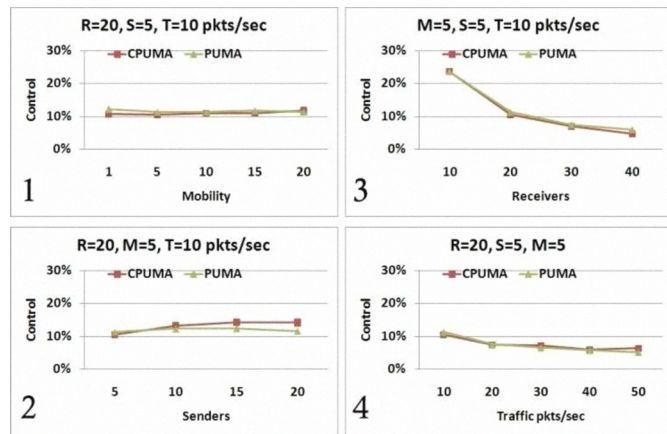 R=20, S=5, T=10 pkts/sec
30%
CPUMA PUMA
20%
10%
0%
Control
1 5 10 15 20
Mobility
1
M=5, S=5, T=10 pkts/sec
30%
CPUMA PUMA
20%
10%
0%
Control
10 20 30 40
Receivers
3
R=20, M=5, T=10 pkts/sec
30%
CPUMA PUMA
20%
10%
0%
Control
5 10 15 20
Senders
2
R=20, S=5, M=5
30%
CPUMA PUMA
20%
10%
0%
Control
10 20 30 40 50
Traffic pkts/sec
4